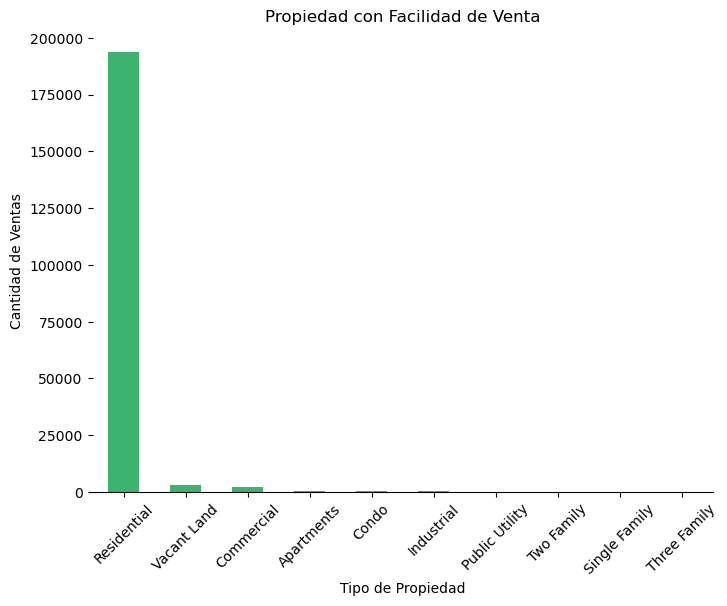 Propiedad con Facilidad de Venta
200000
175000
150000
125000
100000
75000
50000
25000
0
Cantidad de Ventas
Residential
Vacant Land
Commercial
Apartments
Condo
Industrial
Public Utility
Two Family
Single Family
Three Family
Tipo de Propiedad